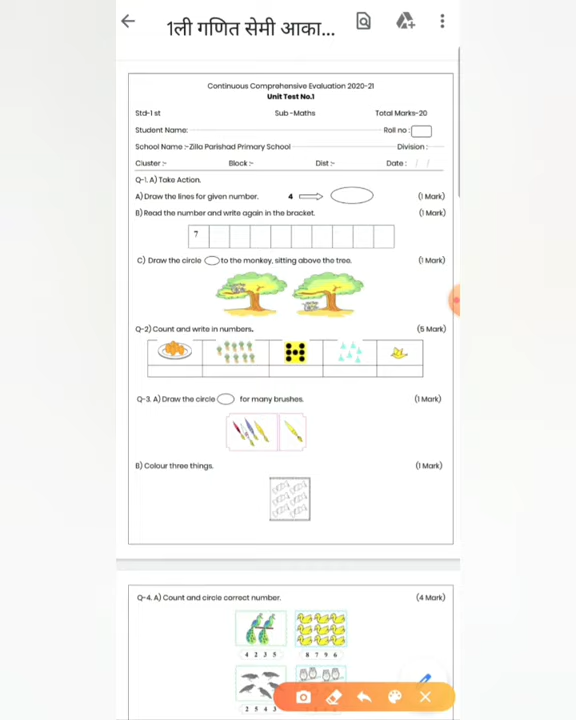 1ली गणित सेमी आका...
Continuous Comprehensive Evaluation 2020-21
Unit Test No.1
Std-1 st Sub-Maths Total Marks-20
Student Name: Roll no :
School Name :-Zilla Parishad Primary School Division :
Cluster :- Block :- Dist :- Date : / /
Q-1. A) Take Action.
A) Draw the lines for given number. 4 (1 Mark)
B) Read the number and write again in the bracket. (1 Mark)
7
C) Draw the circle to the monkey, sitting above the tree. (1 Mark)
Q-2) Count and write in numbers. (5 Mark)
Q-3. A) Draw the circle for many brushes. (1 Mark)
B) Colour three things. (1 Mark)
Q-4. A) Count and circle correct number. (4 Mark)
4 2 3 5 8 7 9 6
2 5 4 3